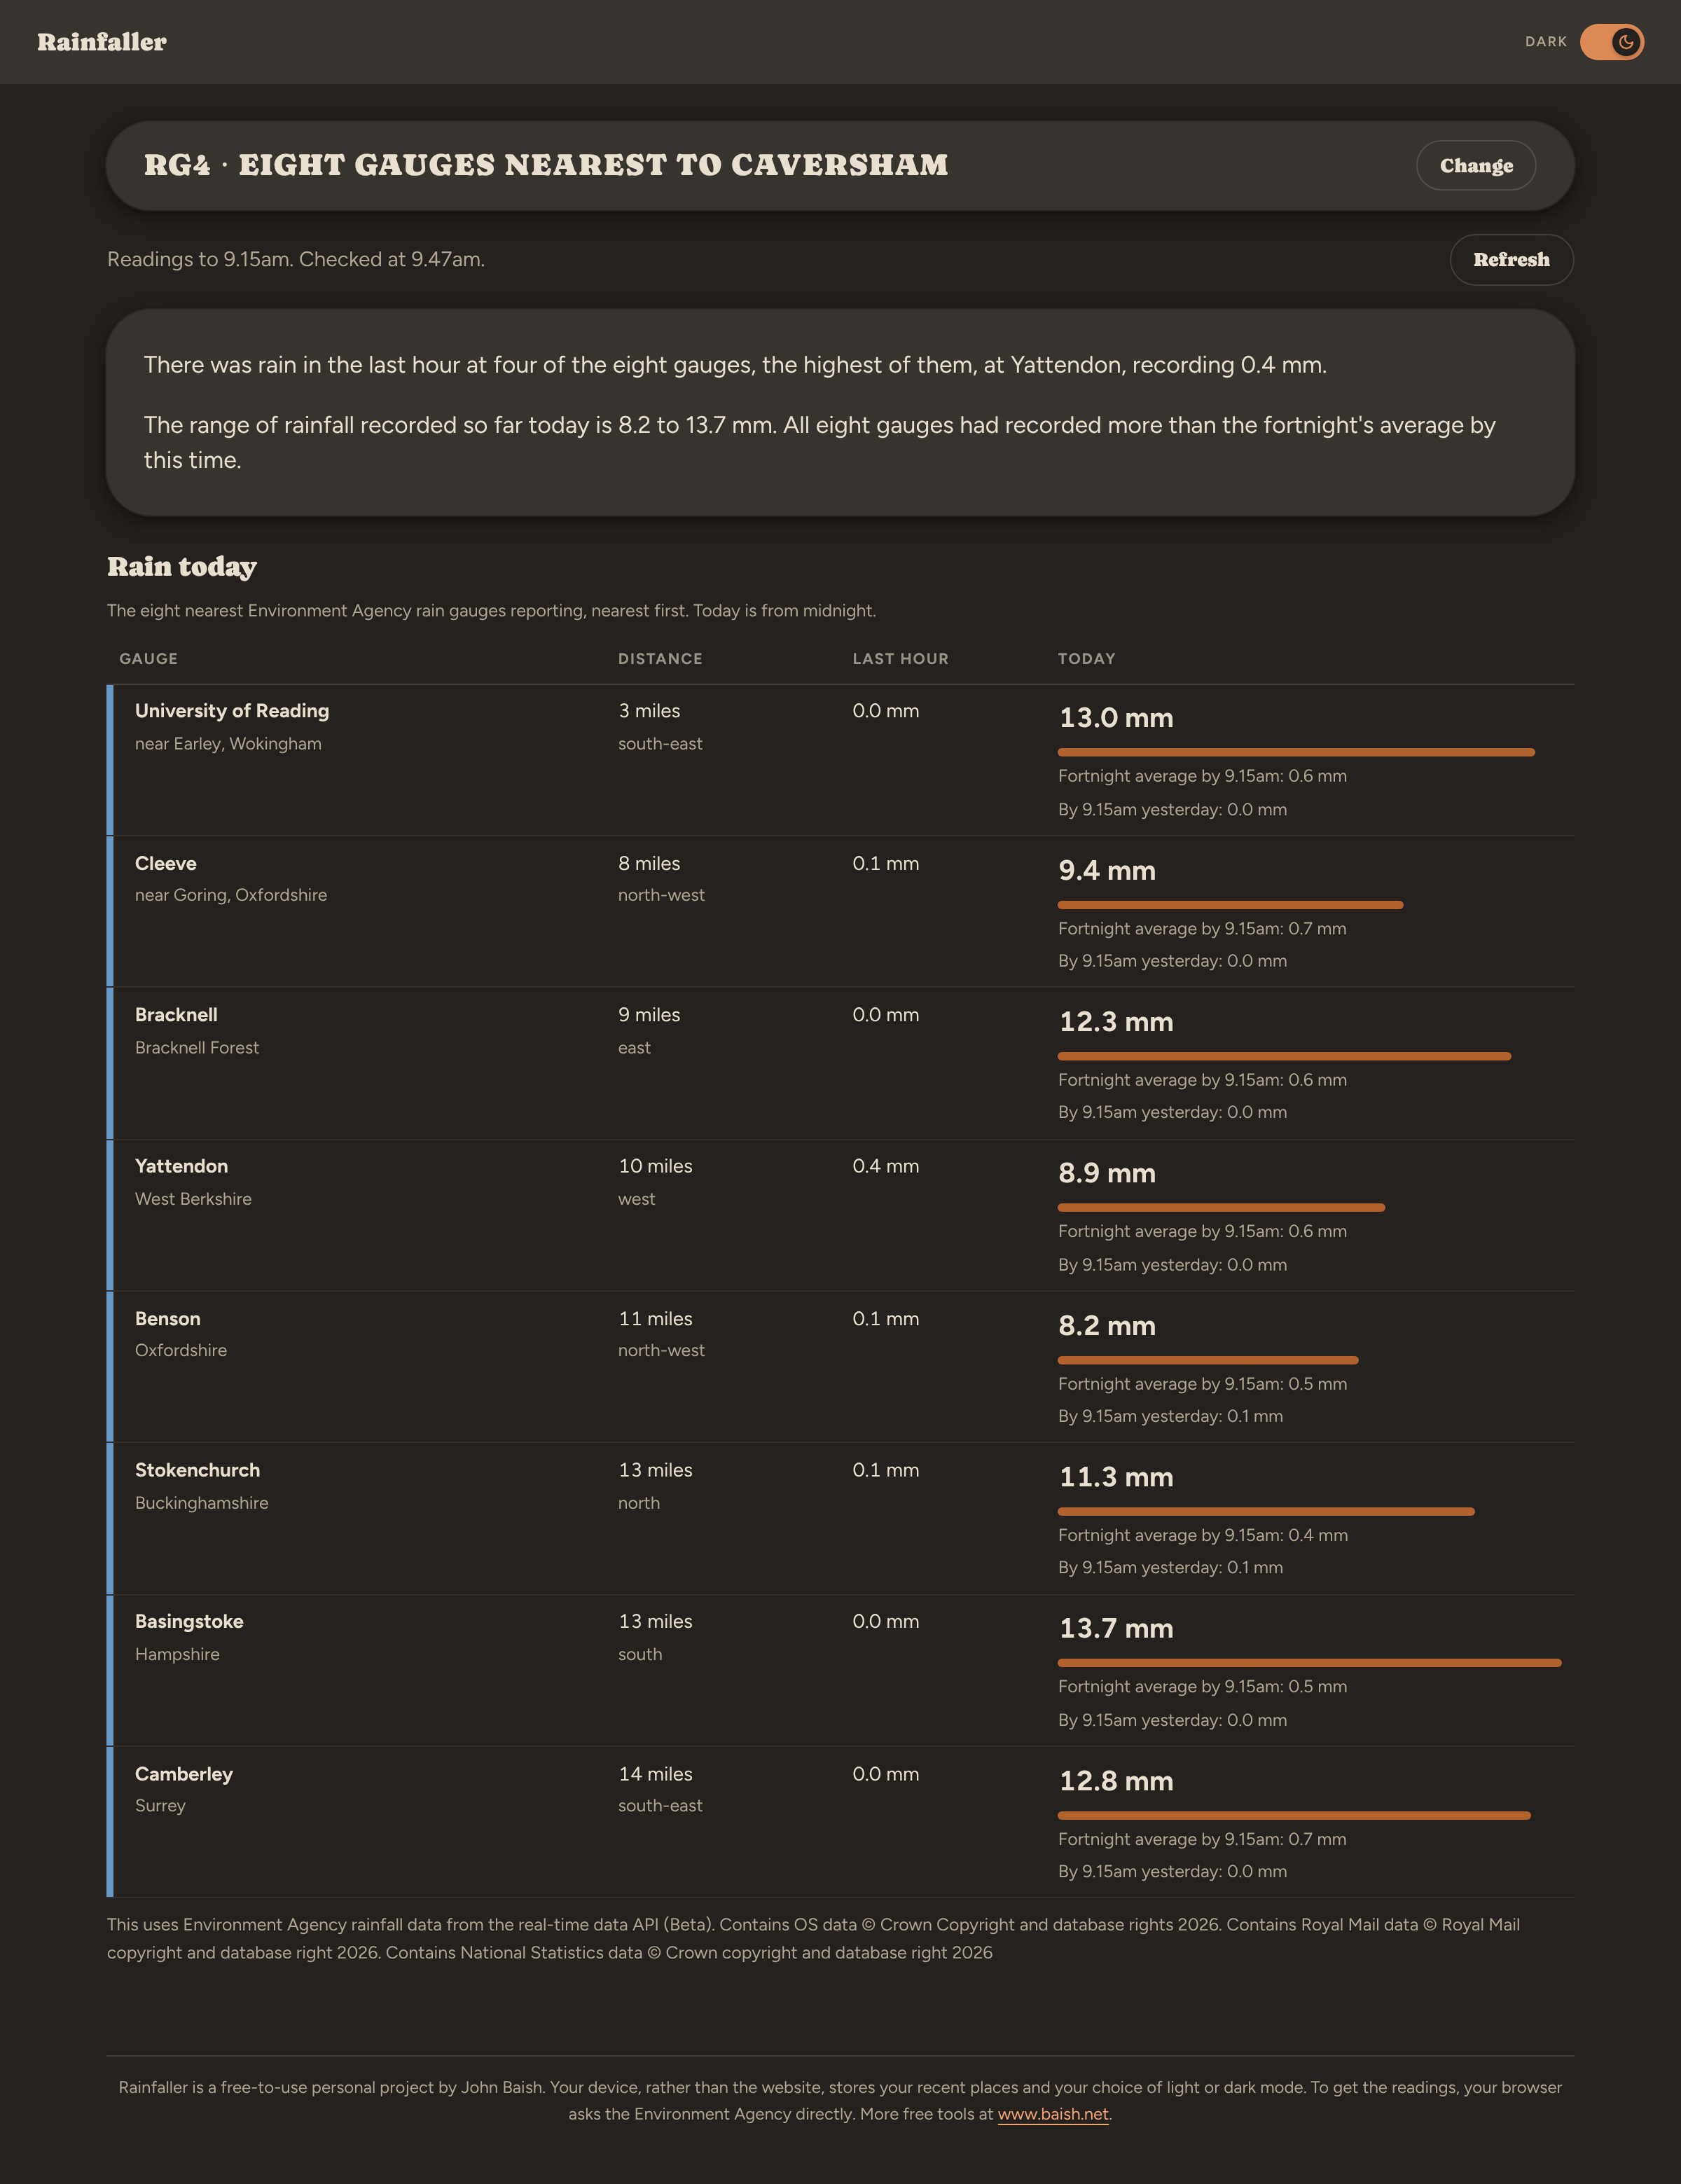 Rainfaller
DARK
RG4 · EIGHT GAUGES NEAREST TO CAVERSHAM
Change
Readings to 9.15am. Checked at 9.47am.
Refresh
There was rain in the last hour at four of the eight gauges, the highest of them, at Yattendon, recording 0.4 mm.
The range of rainfall recorded so far today is 8.2 to 13.7 mm. All eight gauges had recorded more than the fortnight's average by
this time.
Rain today
The eight nearest Environment Agency rain gauges reporting, nearest first. Today is from midnight.
GAUGE DISTANCE LAST HOUR TODAY
University of Reading 3 miles 0.0 mm 13.0 mm
near Earley, Wokingham south-east
Fortnight average by 9.15am: 0.6 mm
By 9.15am yesterday: 0.0 mm
Cleeve 8 miles 0.1 mm 9.4 mm
near Goring, Oxfordshire north-west
Fortnight average by 9.15am: 0.7 mm
By 9.15am yesterday: 0.0 mm
Bracknell 9 miles 0.0 mm 12.3 mm
Bracknell Forest east
Fortnight average by 9.15am: 0.6 mm
By 9.15am yesterday: 0.0 mm
Yattendon 10 miles 0.4 mm 8.9 mm
West Berkshire west
Fortnight average by 9.15am: 0.6 mm
By 9.15am yesterday: 0.0 mm
Benson 11 miles 0.1 mm 8.2 mm
Oxfordshire north-west
Fortnight average by 9.15am: 0.5 mm
By 9.15am yesterday: 0.1 mm
Stokenchurch 13 miles 0.1 mm 11.3 mm
Buckinghamshire north
Fortnight average by 9.15am: 0.4 mm
By 9.15am yesterday: 0.1 mm
Basingstoke 13 miles 0.0 mm 13.7 mm
Hampshire south
Fortnight average by 9.15am: 0.5 mm
By 9.15am yesterday: 0.0 mm
Camberley 14 miles 0.0 mm 12.8 mm
Surrey south-east
Fortnight average by 9.15am: 0.7 mm
By 9.15am yesterday: 0.0 mm
This uses Environment Agency rainfall data from the real-time data API (Beta). Contains OS data © Crown Copyright and database rights 2026. Contains Royal Mail data © Royal Mail
copyright and database right 2026. Contains National Statistics data © Crown copyright and database right 2026
Rainfaller is a free-to-use personal project by John Baish. Your device, rather than the website, stores your recent places and your choice of light or dark mode. To get the readings, your browser
asks the Environment Agency directly. More free tools at www.baish.net.